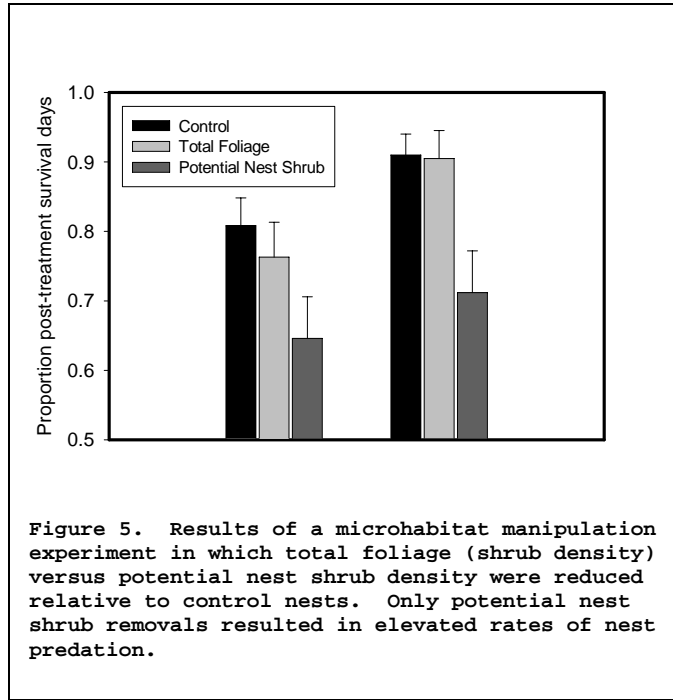 1.0
0.9
0.8
0.7
0.6
0.5
Proportion post-treatment survival days
Control
Total Foliage
Potential Nest Shrub
Figure 5. Results of a microhabitat manipulation
experiment in which total foliage (shrub density)
versus potential nest shrub density were reduced
relative to control nests. Only potential nest
shrub removals resulted in elevated rates of nest
predation.